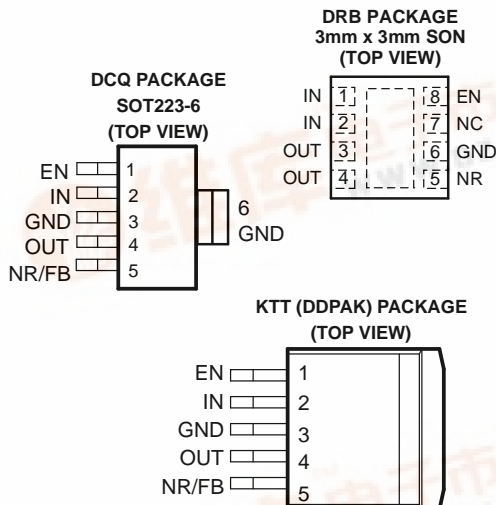 DRB PACKAGE
3mm x 3mm SON
(TOP VIEW)
IN 1 8 EN
IN 2 7 NC
OUT 3 6 GND
OUT 4 5 NR
DCQ PACKAGE
SOT223-6
(TOP VIEW)
EN 1
IN 2
GND 3
OUT 4
NR/FB 5
6
GND
KTT (DDPAK) PACKAGE
(TOP VIEW)
EN 1
IN 2
GND 3
OUT 4
NR/FB 5